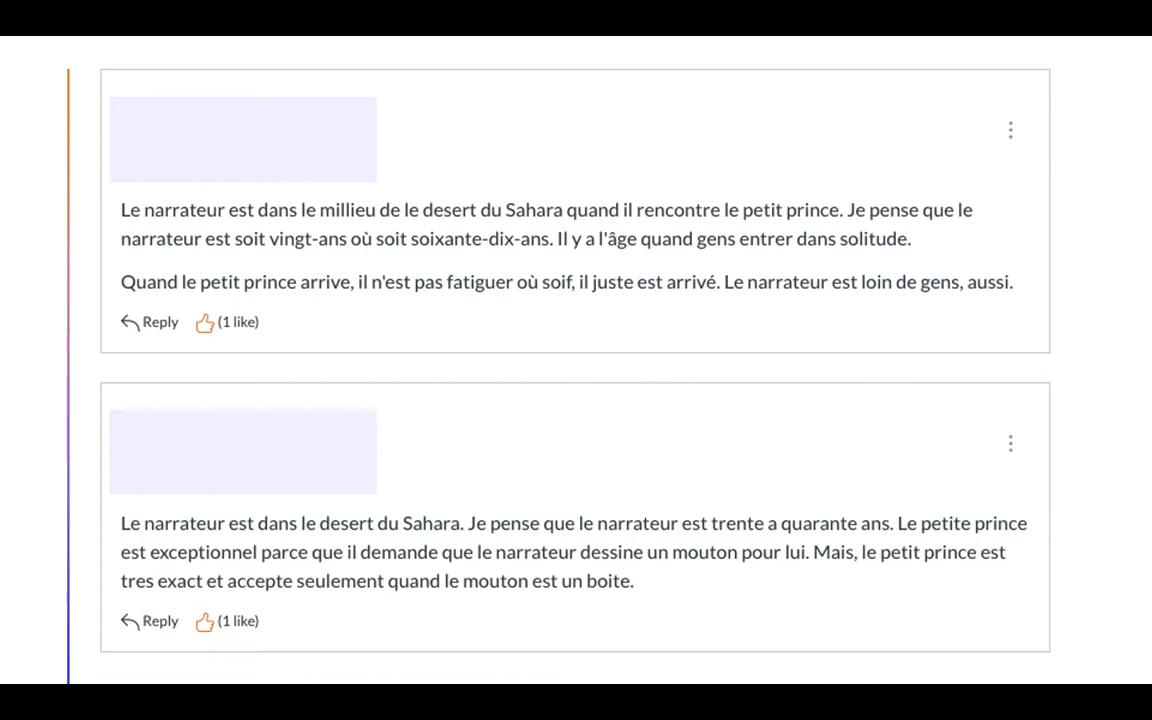 Le narrateur est dans le millieu de le desert du Sahara quand il rencontre le petit prince. Je pense que le
narrateur est soit vingt-ans où soit soixante-dix-ans. Il y a l'âge quand gens entrer dans solitude.
Quand le petit prince arrive, il n'est pas fatiguer où soif, il juste est arrivé. Le narrateur est loin de gens, aussi.
Reply (1 like)
Le narrateur est dans le desert du Sahara. Je pense que le narrateur est trente a quarante ans. Le petite prince
est exceptionnel parce que il demande que le narrateur dessine un mouton pour lui. Mais, le petit prince est
tres exact et accepte seulement quand le mouton est un boite.
Reply (1 like)